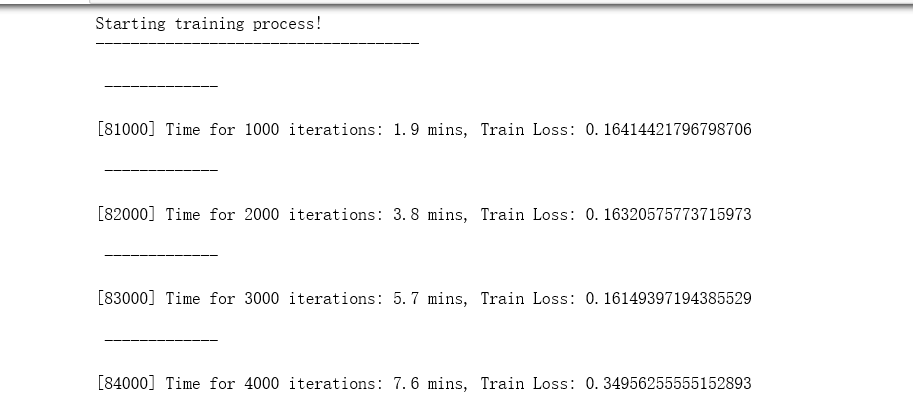 Starting training process!
-------------------------------------
-------------
[81000] Time for 1000 iterations: 1.9 mins, Train Loss: 0.16414421796798706
-------------
[82000] Time for 2000 iterations: 3.8 mins, Train Loss: 0.16320575773715973
-------------
[83000] Time for 3000 iterations: 5.7 mins, Train Loss: 0.16149397194385529
-------------
[84000] Time for 4000 iterations: 7.6 mins, Train Loss: 0.34956255555152893